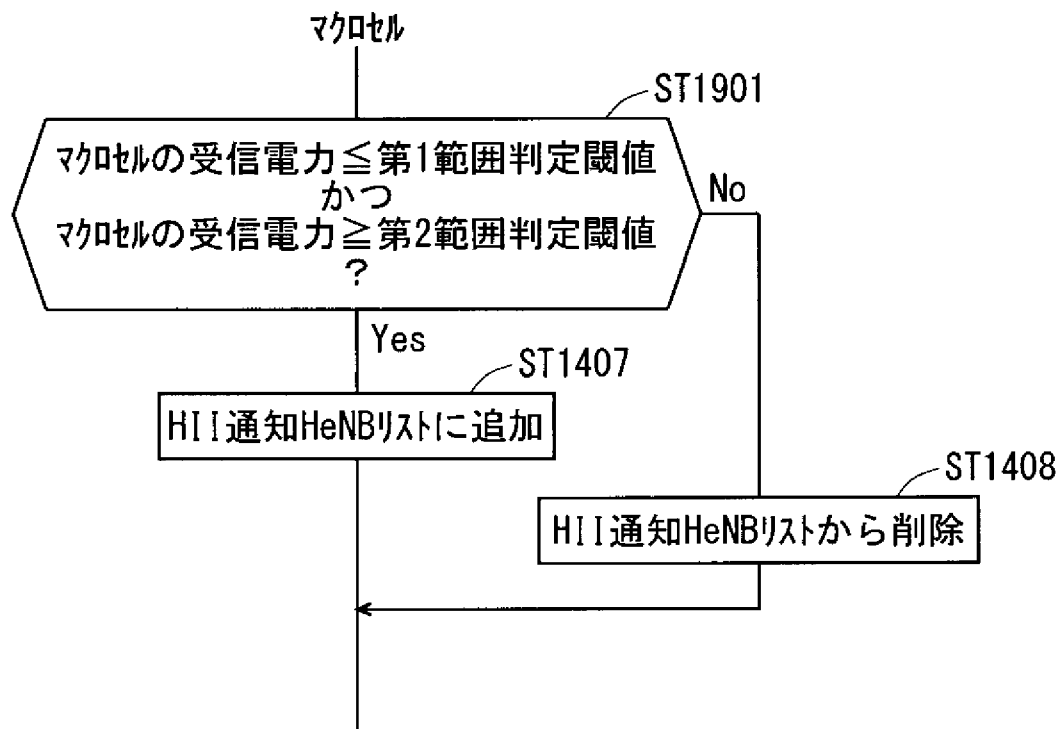 マクロセル
ST1901
マクロセルの受信電力≦第1範囲判定閾値
かつ
マクロセルの受信電力≧第2範囲判定閾値
?
No
Yes
ST1407
HII通知HeNBリストに追加
ST1408
HII通知HeNBリストから削除